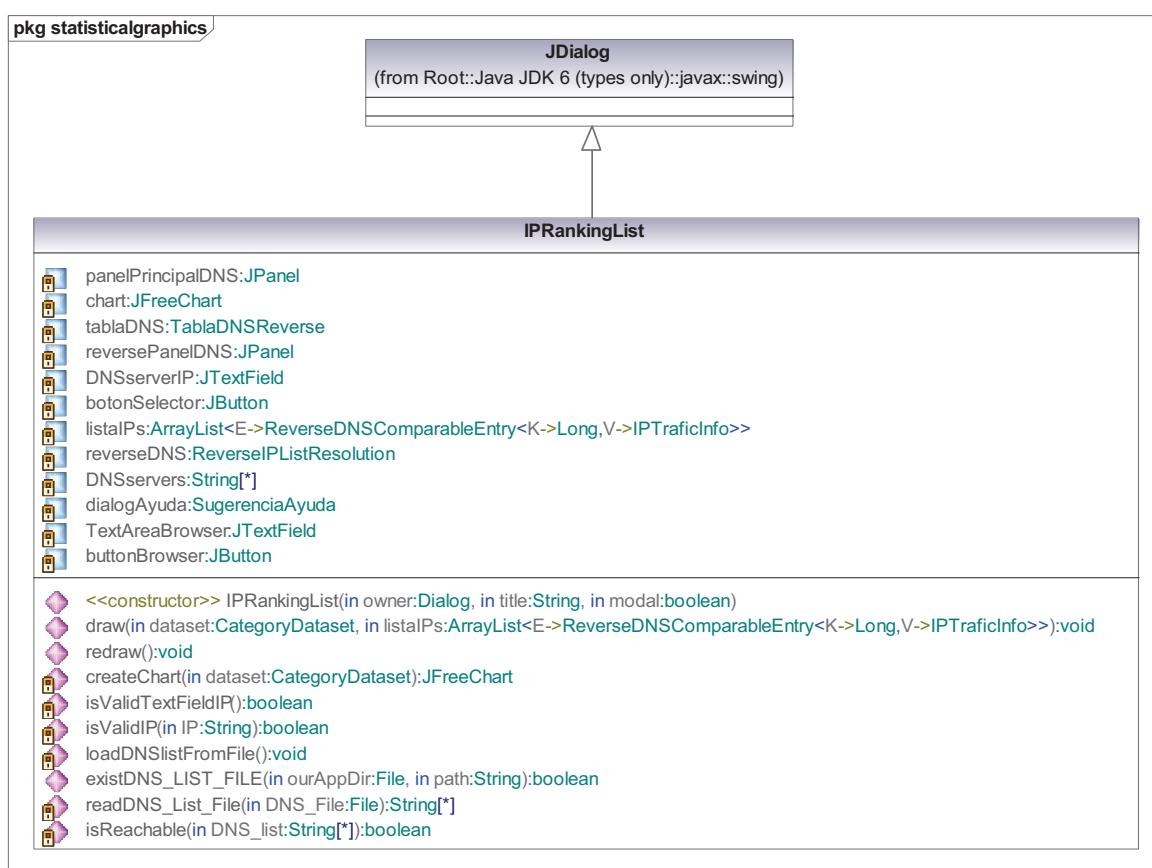 pkg statisticalgraphics
JDialog
(from Root::Java JDK 6 (types only)::javax::swing)
IPRankingList
panelPrincipalDNS:JPanel
chart:JFreeChart
tablaDNS:TablaDNSReverse
reversePanelDNS:JPanel
DNSserverIP:JTextField
botonSelector:JButton
listaIPs:ArrayList<E->ReverseDNSComparableEntry<K->Long,V->IPTraficInfo>>
reverseDNS:ReverseIPListResolution
DNSservers:String[*]
dialogAyuda:SugerenciaAyuda
TextAreaBrowser:JTextField
buttonBrowser:JButton
<<constructor>> IPRankingList(in owner:Dialog, in title:String, in modal:boolean)
draw(in dataset:CategoryDataset, in listaIPs:ArrayList<E->ReverseDNSComparableEntry<K->Long,V->IPTraficInfo>>):void
redraw():void
createChart(in dataset:CategoryDataset):JFreeChart
isValidTextFieldIP():boolean
isValidIP(in IP:String):boolean
loadDNSlistFromFile():void
existDNS_LIST_FILE(in ourAppDir:File, in path:String):boolean
readDNS_List_File(in DNS_File:File):String[*]
isReachable(in DNS_list:String[*]):boolean